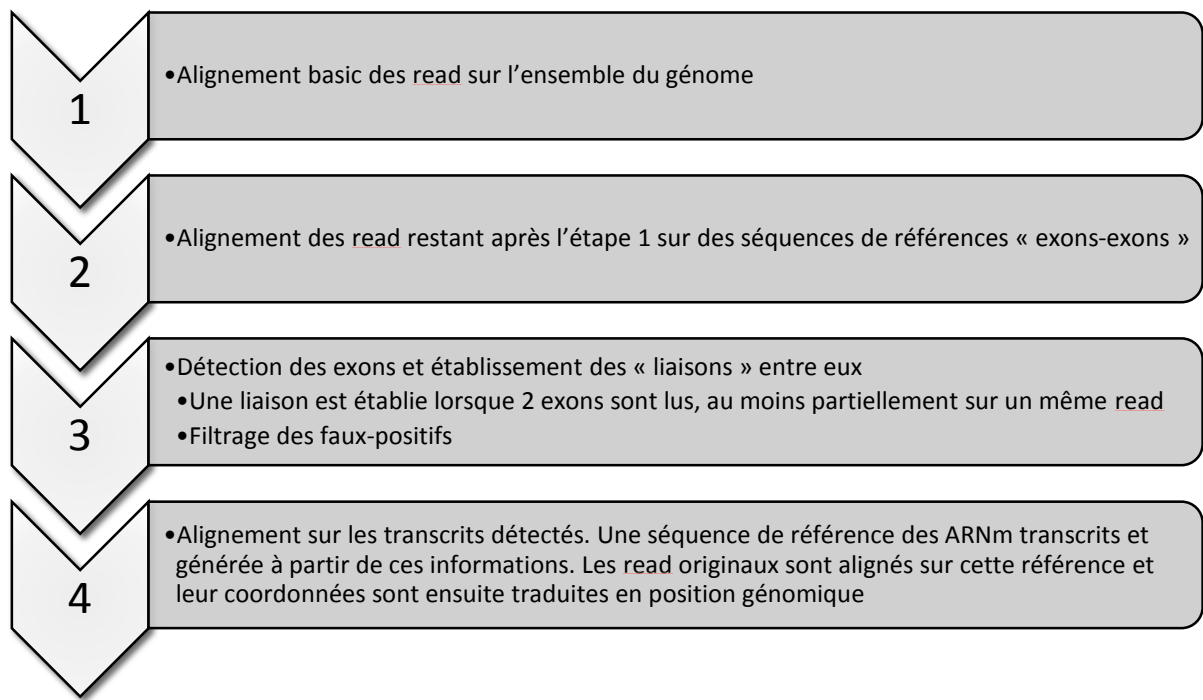 1
•Alignement basic des read sur l’ensemble du génome
2
•Alignement des read restant après l’étape 1 sur des séquences de références « exons-exons »
3
•Détection des exons et établissement des « liaisons » entre eux
•Une liaison est établie lorsque 2 exons sont lus, au moins partiellement sur un même read
•Filtrage des faux-positifs
4
•Alignement sur les transcrits détectés. Une séquence de référence des ARNm transcrits et
générée à partir de ces informations. Les read originaux sont alignés sur cette référence et
leur coordonnées sont ensuite traduites en position génomique